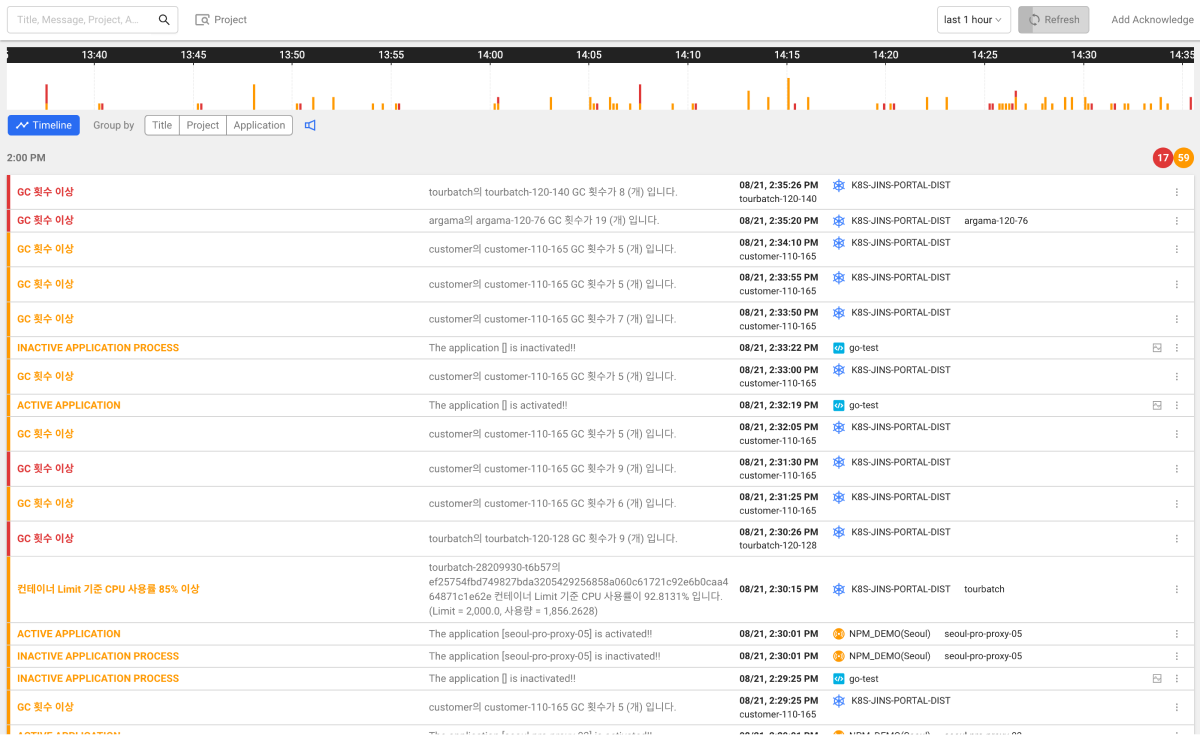 Title, Message, Project, A...
Project
last 1 hour
Refresh
Add Acknowledge
13:40 13:45 13:50 13:55 14:00 14:05 14:10 14:15 14:20 14:25 14:30 14:35
Timeline
Group by
Title
Project
Application
2:00 PM
17
59
GC 횟수 이상
tourbatch의 tourbatch-120-140 GC 횟수가 8 (개) 입니다.
08/21, 2:35:26 PM K8S-JINS-PORTAL-DIST
tourbatch-120-140
GC 횟수 이상
argama의 argama-120-76 GC 횟수가 19 (개) 입니다.
08/21, 2:35:20 PM K8S-JINS-PORTAL-DIST argama-120-76
GC 횟수 이상
customer의 customer-110-165 GC 횟수가 5 (개) 입니다.
08/21, 2:34:10 PM K8S-JINS-PORTAL-DIST
customer-110-165
GC 횟수 이상
customer의 customer-110-165 GC 횟수가 5 (개) 입니다.
08/21, 2:33:55 PM K8S-JINS-PORTAL-DIST
customer-110-165
GC 횟수 이상
customer의 customer-110-165 GC 횟수가 7 (개) 입니다.
08/21, 2:33:50 PM K8S-JINS-PORTAL-DIST
customer-110-165
INACTIVE APPLICATION PROCESS
The application [] is inactivated!!
08/21, 2:33:22 PM go-test
GC 횟수 이상
customer의 customer-110-165 GC 횟수가 5 (개) 입니다.
08/21, 2:33:00 PM K8S-JINS-PORTAL-DIST
customer-110-165
ACTIVE APPLICATION
The application [] is activated!!
08/21, 2:32:19 PM go-test
GC 횟수 이상
customer의 customer-110-165 GC 횟수가 5 (개) 입니다.
08/21, 2:32:05 PM K8S-JINS-PORTAL-DIST
customer-110-165
GC 횟수 이상
customer의 customer-110-165 GC 횟수가 9 (개) 입니다.
08/21, 2:31:30 PM K8S-JINS-PORTAL-DIST
customer-110-165
GC 횟수 이상
customer의 customer-110-165 GC 횟수가 6 (개) 입니다.
08/21, 2:31:25 PM K8S-JINS-PORTAL-DIST
customer-110-165
GC 횟수 이상
tourbatch의 tourbatch-120-128 GC 횟수가 9 (개) 입니다.
08/21, 2:30:26 PM K8S-JINS-PORTAL-DIST
tourbatch-120-128
컨테이너 Limit 기준 CPU 사용률 85% 이상
tourbatch-28209930-t6b57의
ef25754fbd749827bda3205429256858a060c61721c92e6b0caa4
64871c1e62e 컨테이너 Limit 기준 CPU 사용률이 92.8131% 입니다.
(Limit = 2,000.0, 사용량 = 1,856.2628)
08/21, 2:30:15 PM K8S-JINS-PORTAL-DIST tourbatch
ACTIVE APPLICATION
The application [seoul-pro-proxy-05] is activated!!
08/21, 2:30:01 PM NPM_DEMO(Seoul) seoul-pro-proxy-05
INACTIVE APPLICATION PROCESS
The application [seoul-pro-proxy-05] is inactivated!!
08/21, 2:30:01 PM NPM_DEMO(Seoul) seoul-pro-proxy-05
INACTIVE APPLICATION PROCESS
The application [] is inactivated!!
08/21, 2:29:25 PM go-test
GC 횟수 이상
customer의 customer-110-165 GC 횟수가 5 (개) 입니다.
08/21, 2:29:25 PM K8S-JINS-PORTAL-DIST
customer-110-165